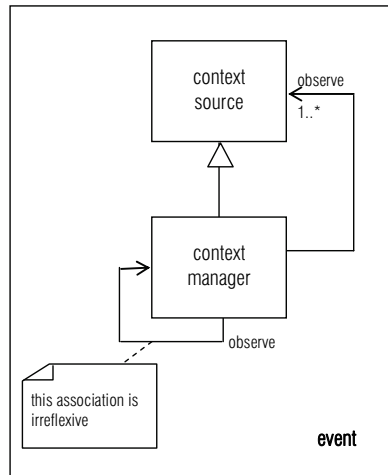 context
source
observe
1..*
context
manager
observe
this association is
irreflexive
event